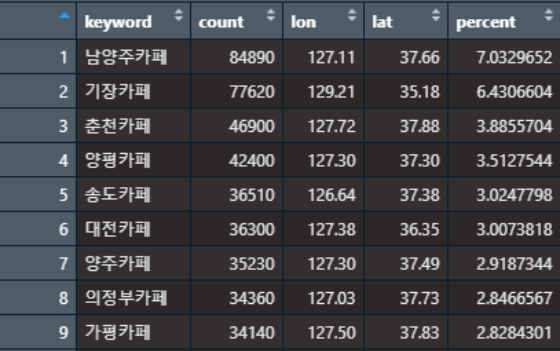 keyword count lon lat percent
1 남양주카페 84890 127.11 37.66 7.0329652
2 기장카페 77620 129.21 35.18 6.4306604
3 춘천카페 46900 127.72 37.88 3.8855704
4 양평카페 42400 127.30 37.30 3.5127544
5 송도카페 36510 126.64 37.38 3.0247798
6 대전카페 36300 127.38 36.35 3.0073818
7 양주카페 35230 127.30 37.49 2.9187344
8 의정부카페 34360 127.03 37.73 2.8466567
9 가평카페 34140 127.50 37.83 2.8284301